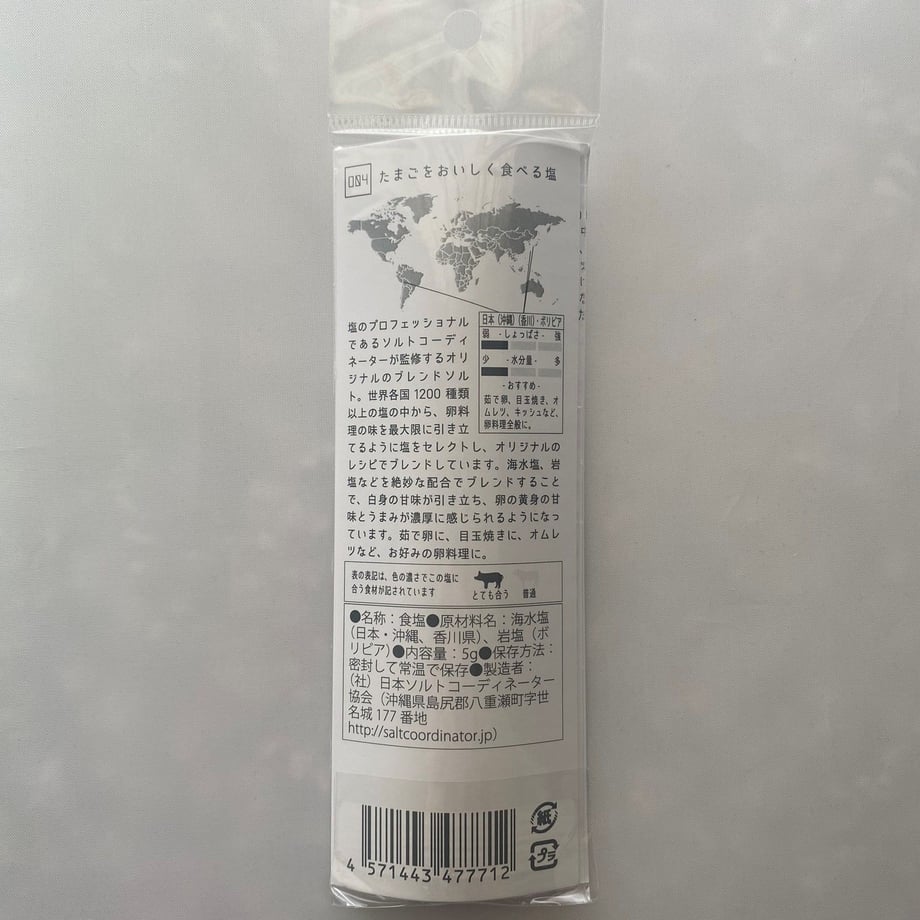 004 たまごをおいしく食べる塩
日本（沖縄）（香川）・ボリビア
弱 -しょっぱさ- 強
少 -水分量- 多
-おすすめ-
茹で卵、目玉焼き、オ
ムレツ、キッシュなど、
卵料理全般に。
塩のプロフェッショナル
であるソルトコーディ
ネーターが監修するオリ
ジナルのブレンドソル
ト。世界各国 1200 種類
以上の塩の中から、卵料
理の味を最大限に引き立
てるように塩をセレクトし、オリジナルの
レシピでブレンドしています。海水塩、岩
塩などを絶妙な配合でブレンドすること
で、白身の甘味が引き立ち、卵の黄身の甘
味とうまみが濃厚に感じられるようになっ
ています。茹で卵に、目玉焼きに、オムレ
ツなど、お好みの卵料理に。
表の表記は、色の濃さでこの塩に
合う食材が記されています
とても合う 普通
●名称：食塩●原材料名：海水塩
（日本・沖縄、香川県）、岩塩（ボ
リビア）●内容量：5g●保存方法：
密封して常温で保存●製造者：
（社）日本ソルトコーディネーター
協会（沖縄県島尻郡八重瀬町字世
名城 177 番地
http://saltcoordinator.jp）
紙
プラ
4 571443 477712